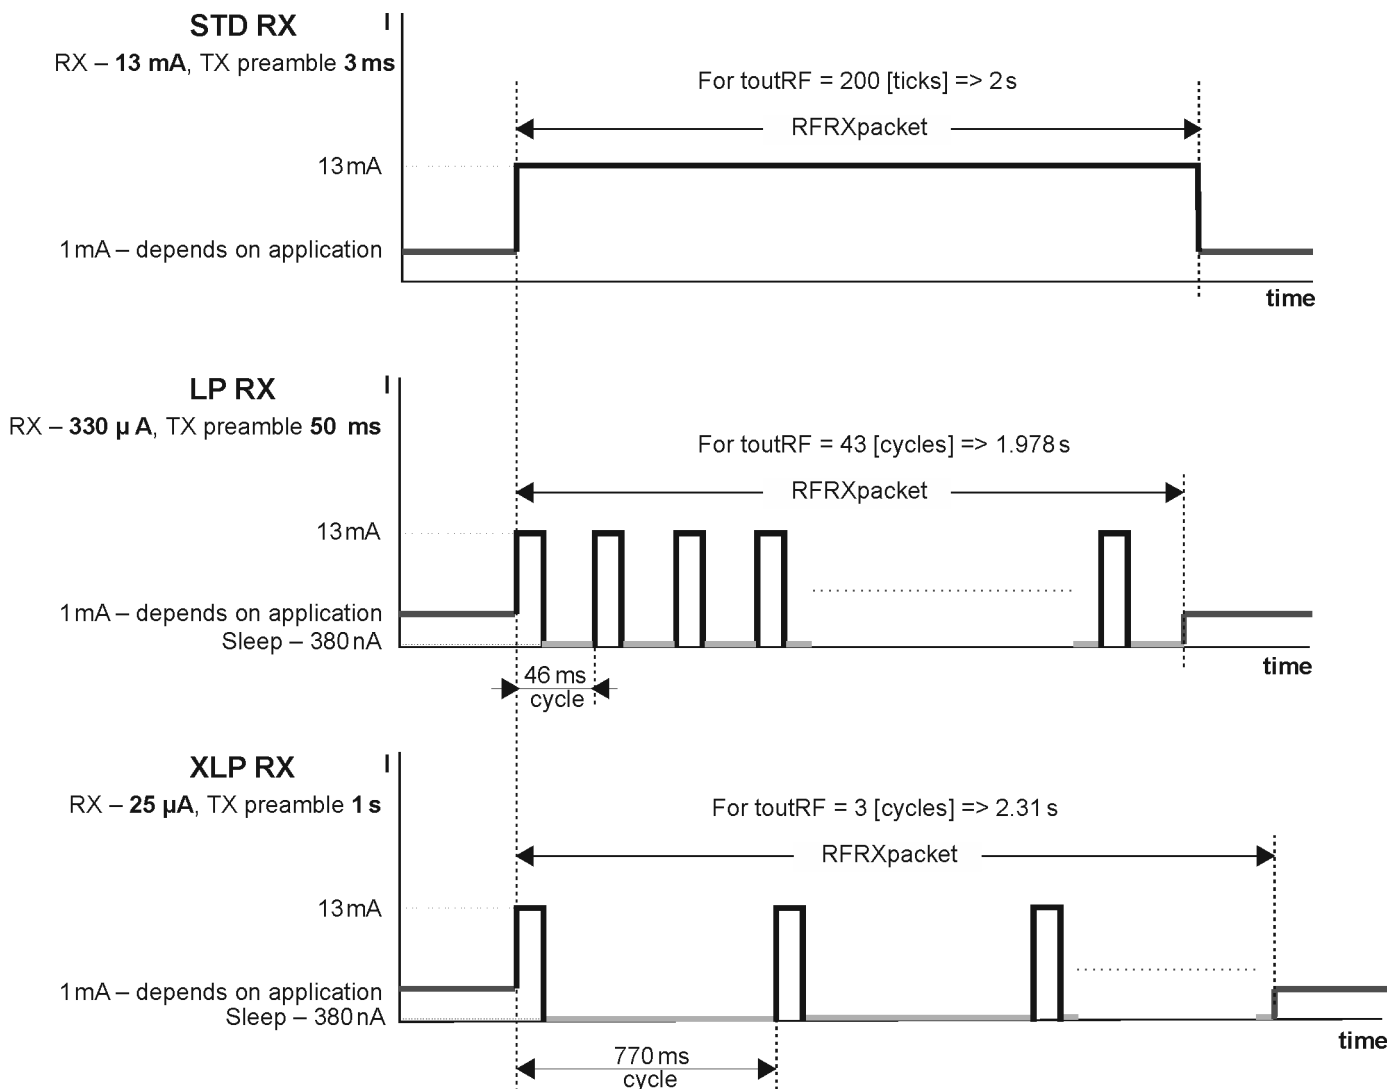 STD RX
I
RX – 13 mA, TX preamble 3 ms
For toutRF = 200 [ticks] => 2 s
RFRXpacket
13 mA
1 mA – depends on application
time
LP RX
I
RX – 330 µ A, TX preamble 50 ms
For toutRF = 43 [cycles] => 1.978 s
RFRXpacket
13 mA
1 mA – depends on application
Sleep – 380 nA
time
46 ms
cycle
XLP RX
I
RX – 25 µA, TX preamble 1 s
For toutRF = 3 [cycles] => 2.31 s
RFRXpacket
13 mA
1 mA – depends on application
Sleep – 380 nA
time
770 ms
cycle